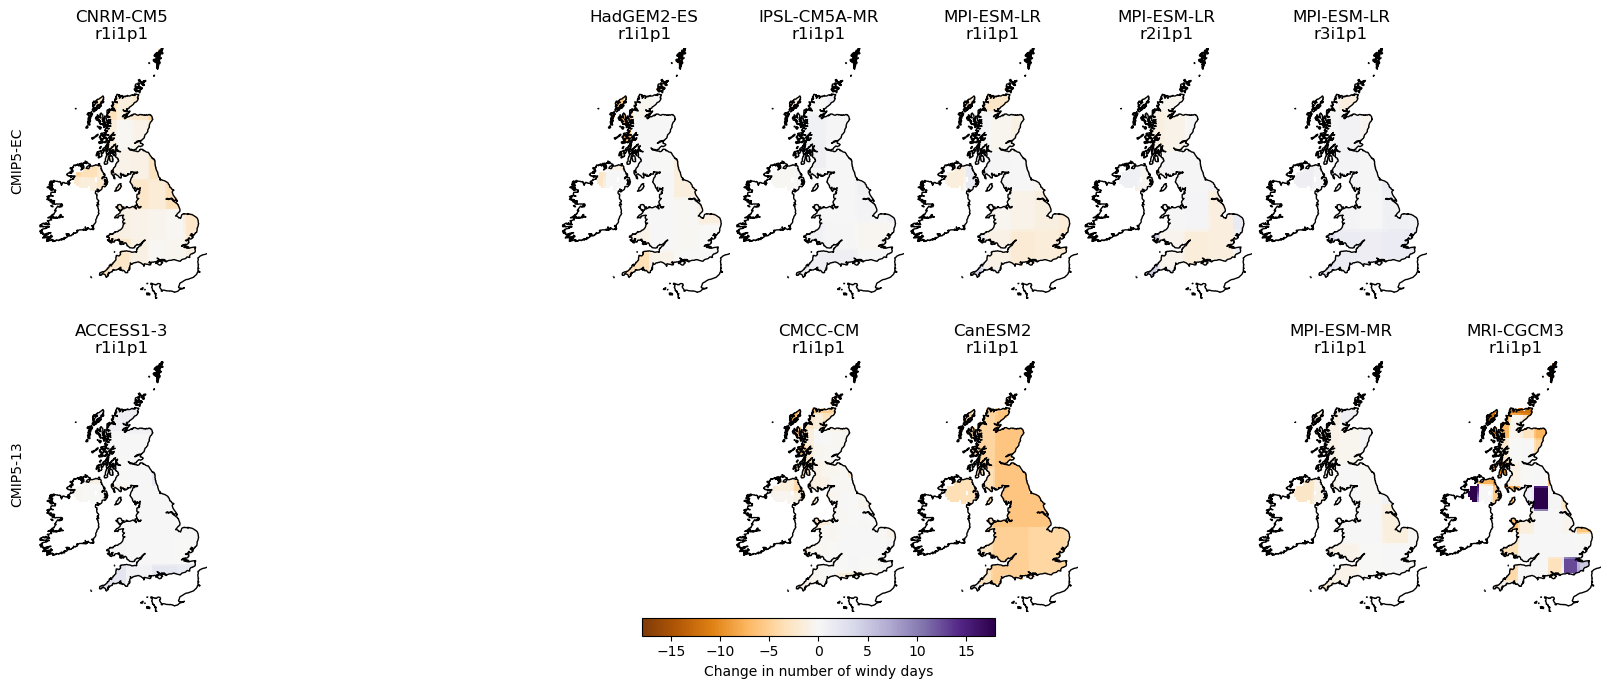 CNRM-CM5
r1i1p1
HadGEM2-ES
r1i1p1
IPSL-CM5A-MR
r1i1p1
MPI-ESM-LR
r1i1p1
MPI-ESM-LR
r2i1p1
MPI-ESM-LR
r3i1p1
CMIP5-EC
ACCESS1-3
r1i1p1
CMCC-CM
r1i1p1
CanESM2
r1i1p1
MPI-ESM-MR
r1i1p1
MRI-CGCM3
r1i1p1
CMIP5-13
−15 −10 −5 0 5 10 15
Change in number of windy days